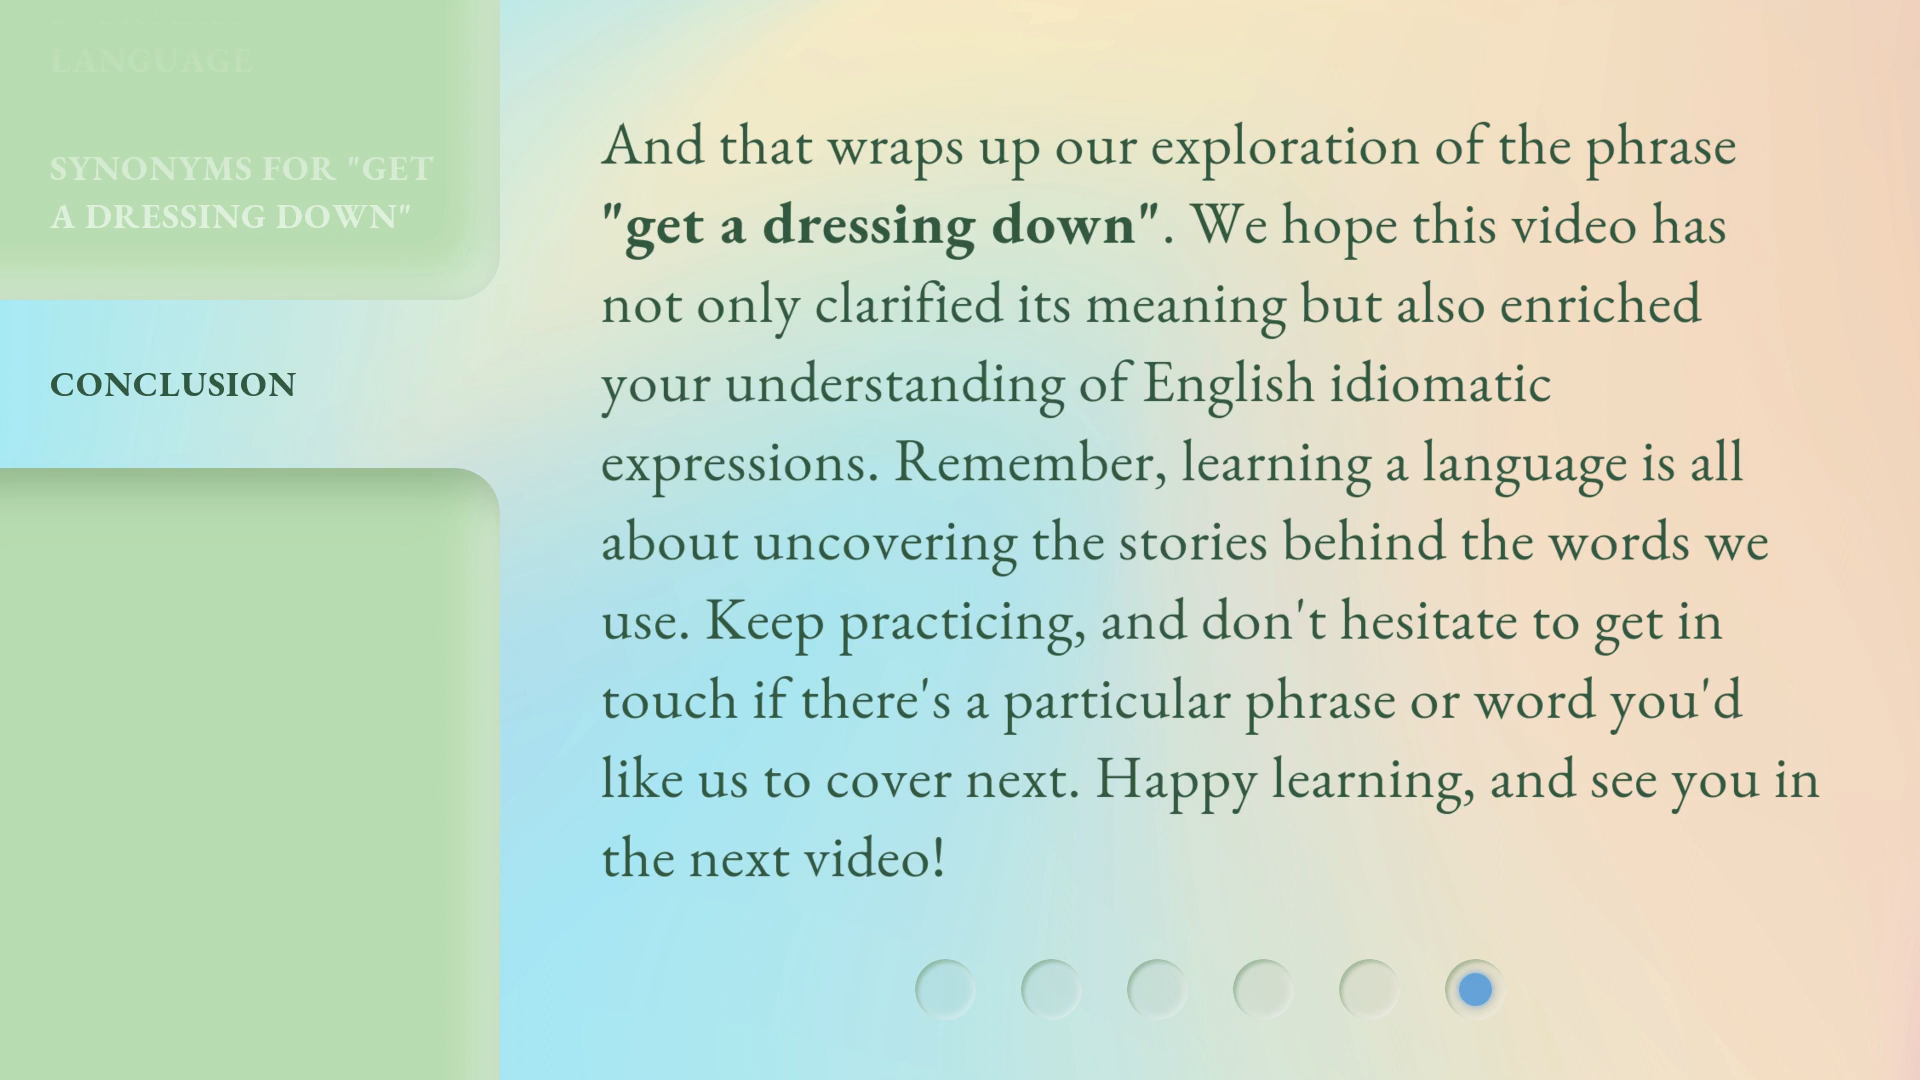 LANGUAGE
SYNONYMS FOR "GET
A DRESSING DOWN"
CONCLUSION
And that wraps up our exploration of the phrase
"get a dressing down". We hope this video has
not only clarified its meaning but also enriched
your understanding of English idiomatic
expressions. Remember, learning a language is all
about uncovering the stories behind the words we
use. Keep practicing, and don't hesitate to get in
touch if there's a particular phrase or word you'd
like us to cover next. Happy learning, and see you in
the next video!